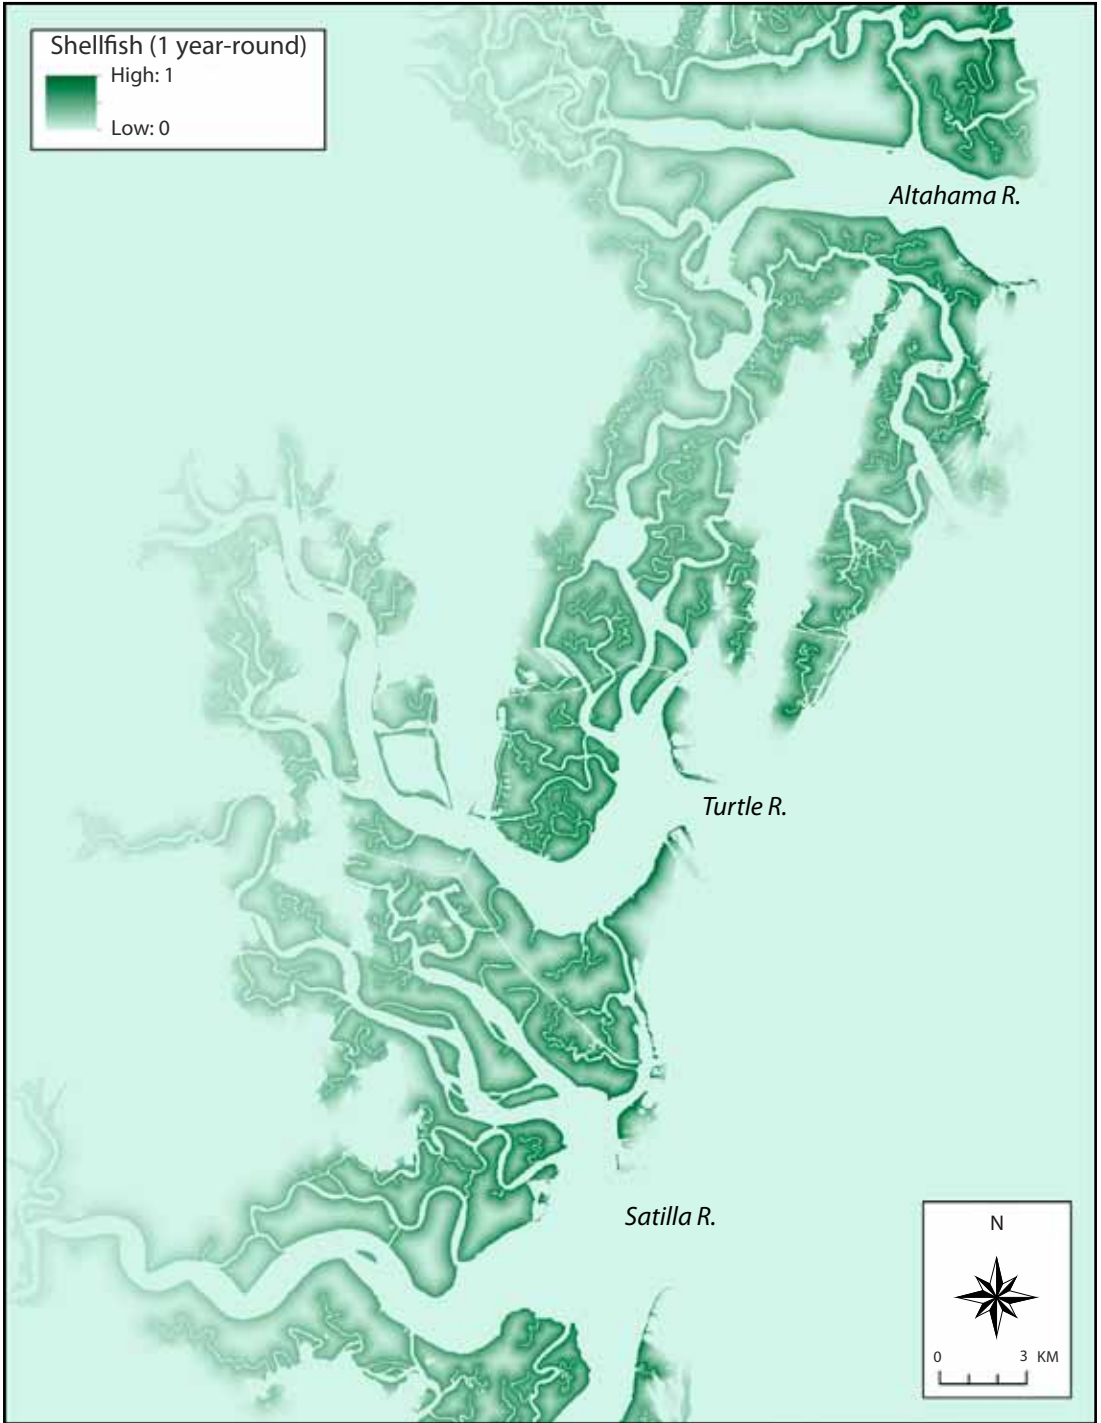 Shellfish (1 year-round)
High: 1
Low: 0
Altahama R.
Turtle R.
Satilla R.
N
0 3 KM